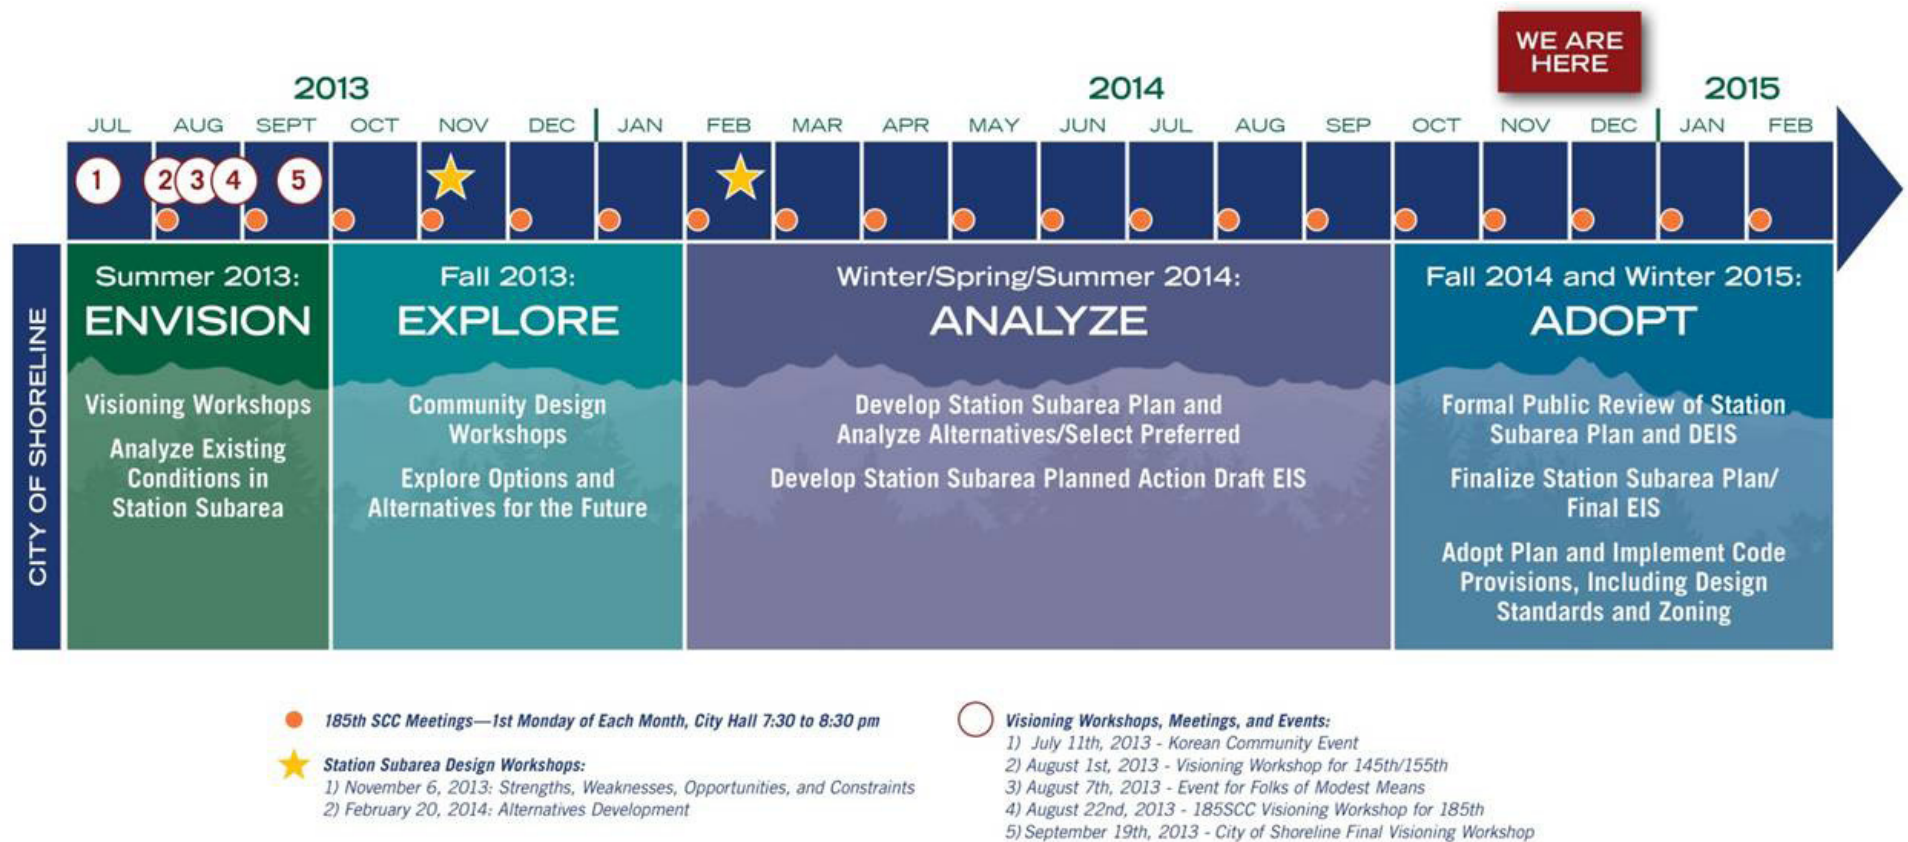 WE ARE
HERE
2013
2014
2015
JUL AUG SEPT OCT NOV DEC JAN FEB MAR APR MAY JUN JUL AUG SEP OCT NOV DEC JAN FEB
1 2 3 4 5
CITY OF SHORELINE
Summer 2013:
ENVISION
Visioning Workshops
Analyze Existing
Conditions in
Station Subarea
Fall 2013:
EXPLORE
Community Design
Workshops
Explore Options and
Alternatives for the Future
Winter/Spring/Summer 2014:
ANALYZE
Develop Station Subarea Plan and
Analyze Alternatives/Select Preferred
Develop Station Subarea Planned Action Draft EIS
Fall 2014 and Winter 2015:
ADOPT
Formal Public Review of Station
Subarea Plan and DEIS
Finalize Station Subarea Plan/
Final EIS
Adopt Plan and Implement Code
Provisions, Including Design
Standards and Zoning
185th SCC Meetings—1st Monday of Each Month, City Hall 7:30 to 8:30 pm
Station Subarea Design Workshops:
1) November 6, 2013: Strengths, Weaknesses, Opportunities, and Constraints
2) February 20, 2014: Alternatives Development
Visioning Workshops, Meetings, and Events:
1) July 11th, 2013 - Korean Community Event
2) August 1st, 2013 - Visioning Workshop for 145th/155th
3) August 7th, 2013 - Event for Folks of Modest Means
4) August 22nd, 2013 - 185SCC Visioning Workshop for 185th
5) September 19th, 2013 - City of Shoreline Final Visioning Workshop